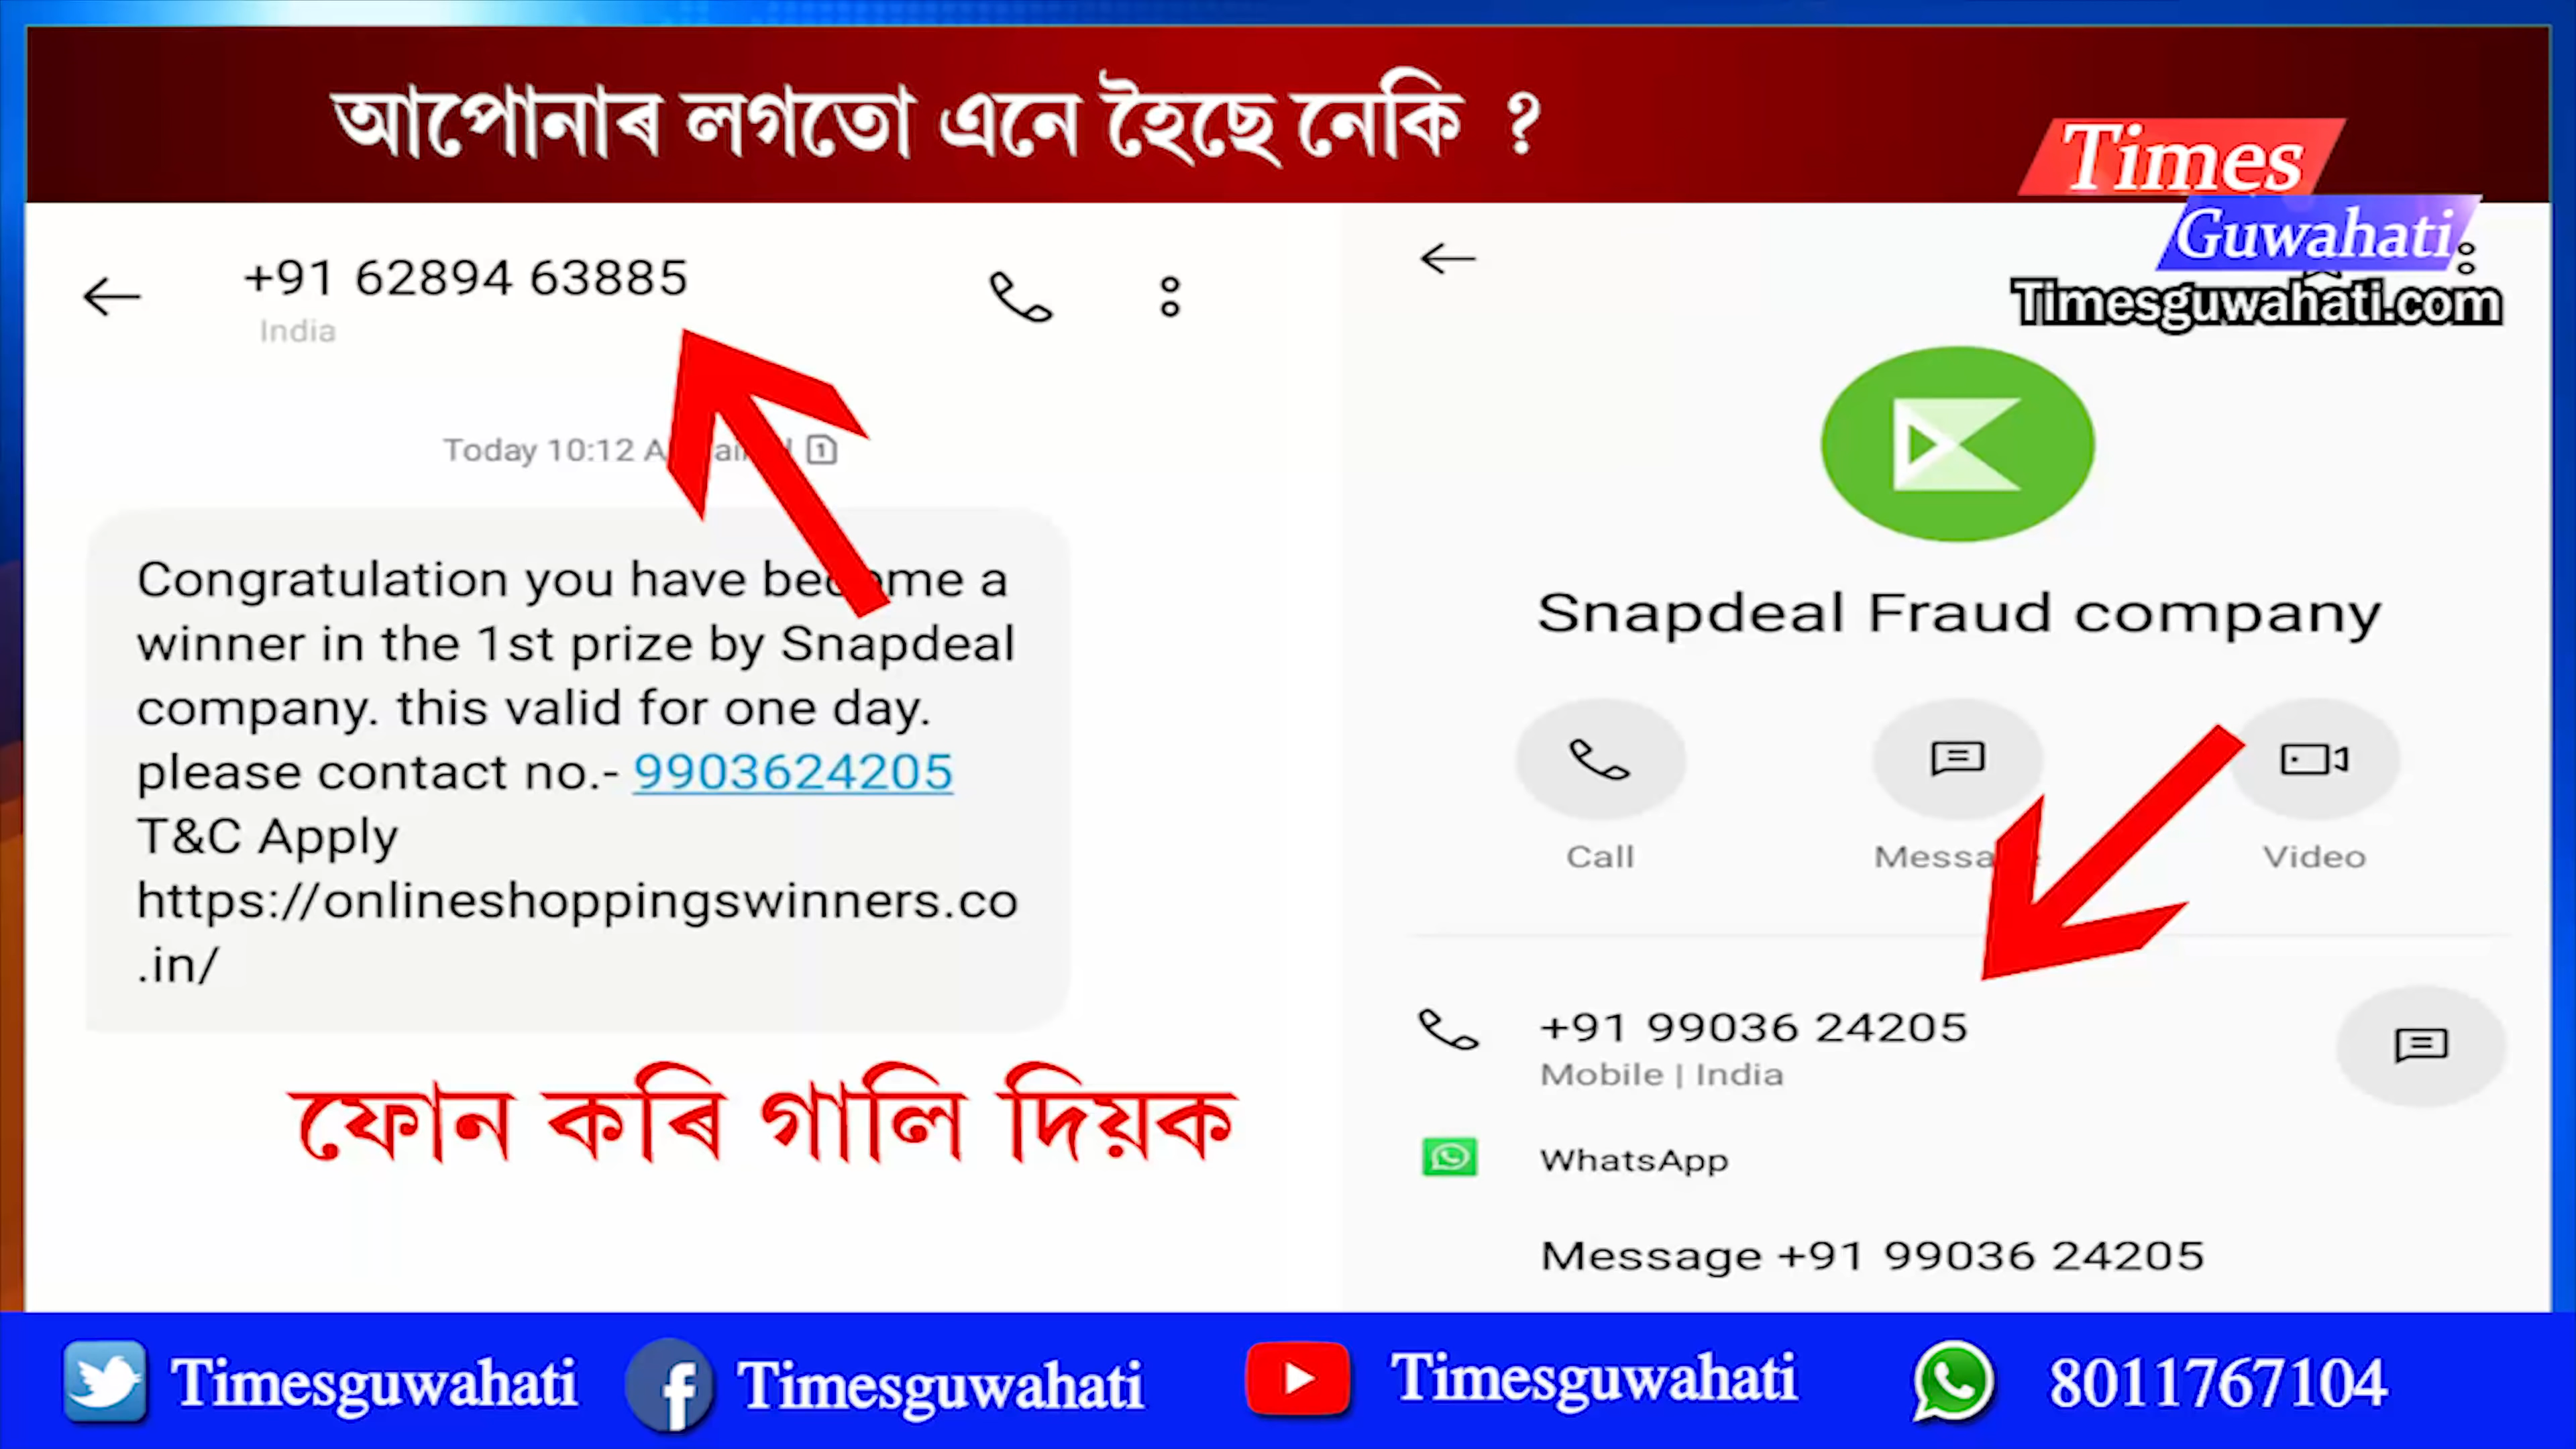 আপোনাৰ লগতো এনে হৈছে নেকি ?
Times
Guwahati
Timesguwahati.com
+91 62894 63885
India
Today 10:12
Congratulation you have become a
winner in the 1st prize by Snapdeal
company. this valid for one day.
please contact no.- 9903624205
T&C Apply
https://onlineshoppingswinners.co
.in/
ফোন কৰি গালি দিয়ক
Snapdeal Fraud company
Call
Message
Video
+91 99036 24205
Mobile | India
WhatsApp
Message +91 99036 24205
Timesguwahati
Timesguwahati
Timesguwahati
8011767104